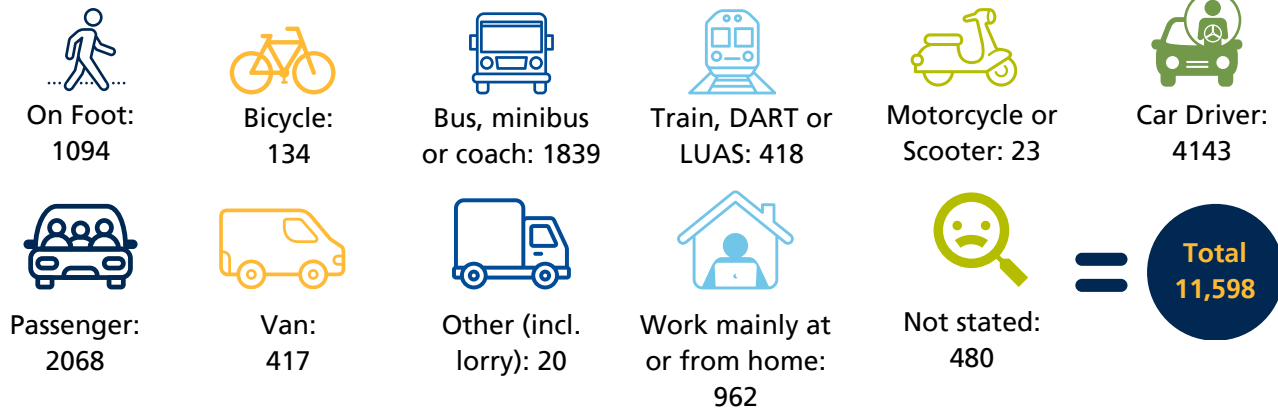 On Foot:
1094
Bicycle:
134
Bus, minibus
or coach: 1839
Train, DART or
LUAS: 418
Motorcycle or
Scooter: 23
Car Driver:
4143
Passenger:
2068
Van:
417
Other (incl.
lorry): 20
Work mainly at
or from home:
962
Not stated:
480
Total
11,598